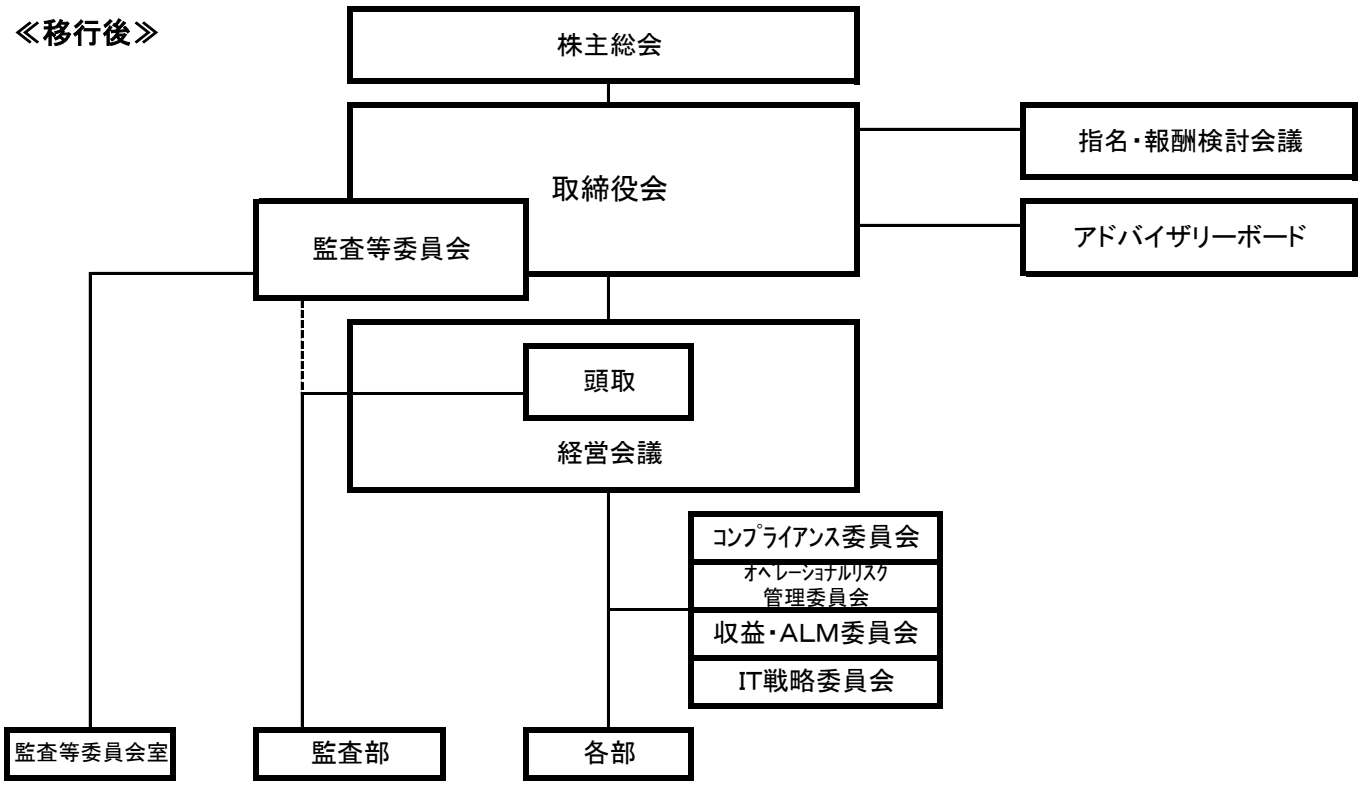 ≪移行後≫
株主総会
取締役会
指名・報酬検討会議
アドバイザリーボード
監査等委員会
頭取
経営会議
コンプライアンス委員会
オペレーショナルリスク
管理委員会
収益・ALM委員会
IT戦略委員会
監査等委員会室
監査部
各部